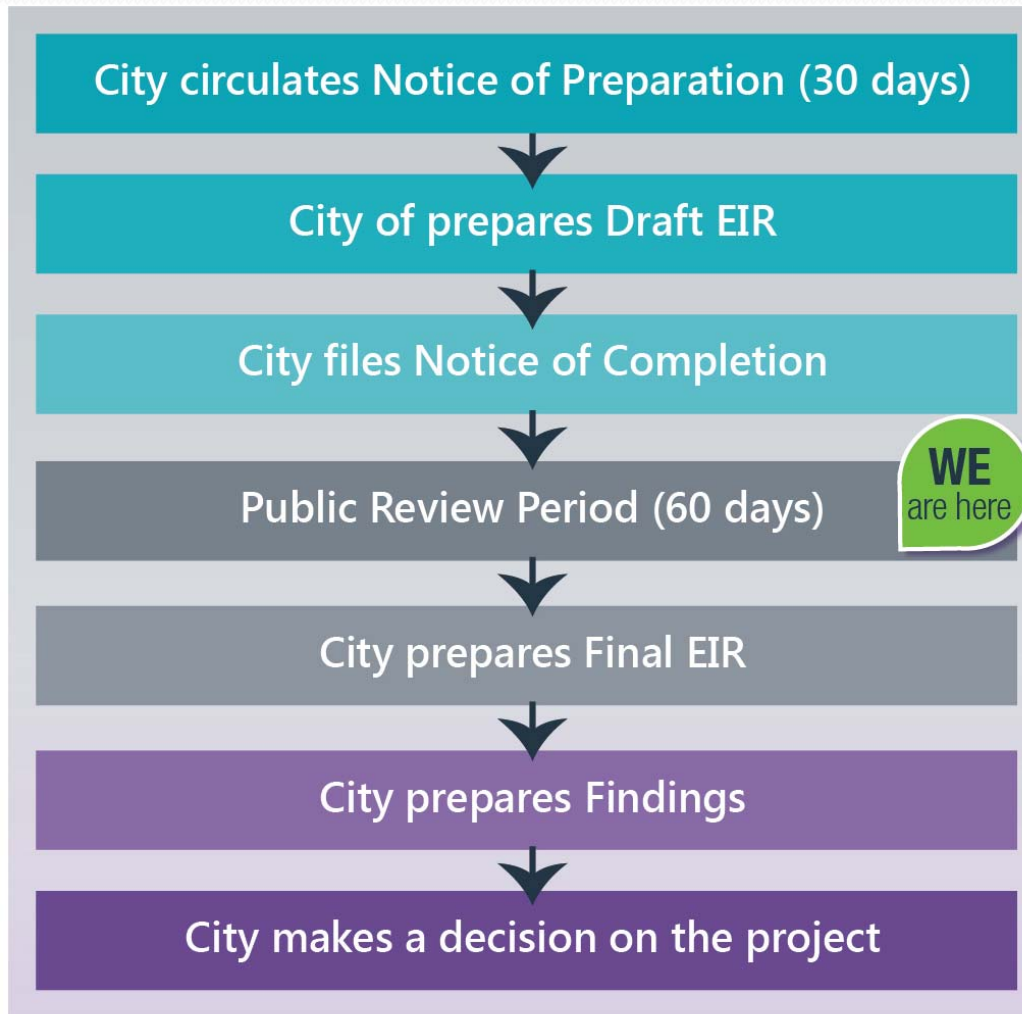 City circulates Notice of Preparation (30 days)
City of prepares Draft EIR
City files Notice of Completion
Public Review Period (60 days)
WE
are here
City prepares Final EIR
City prepares Findings
City makes a decision on the project